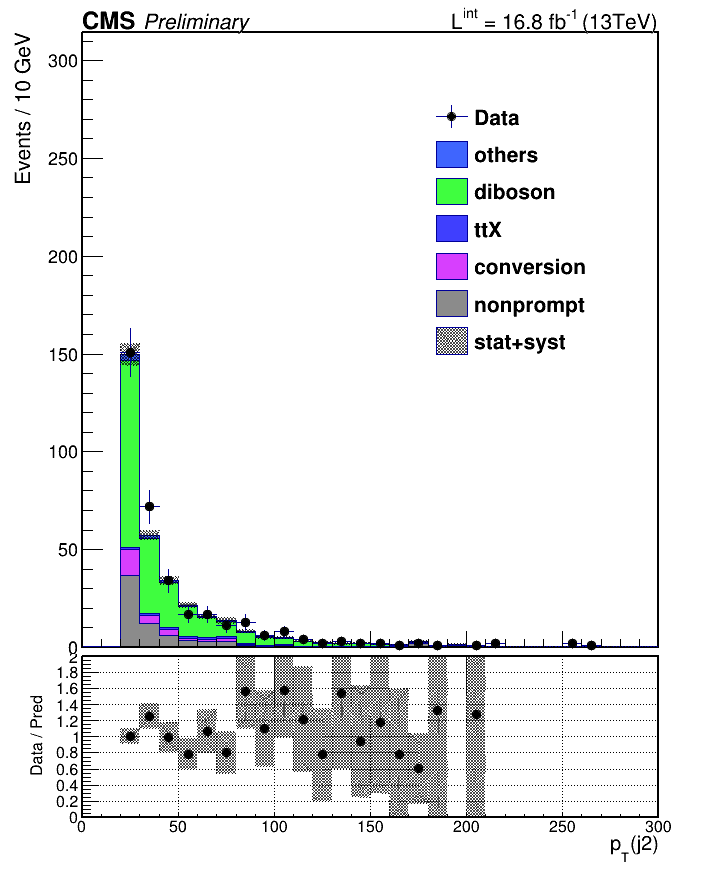 CMS Preliminary L^int = 16.8 fb^-1 (13TeV)
Events / 10 GeV
300
250
200
150
100
50
0
Data
others
diboson
ttX
conversion
nonprompt
stat+syst
Data / Pred
2
1.8
1.6
1.4
1.2
1
0.8
0.6
0.4
0.2
0
0 50 100 150 200 250 300
p_T(j2)